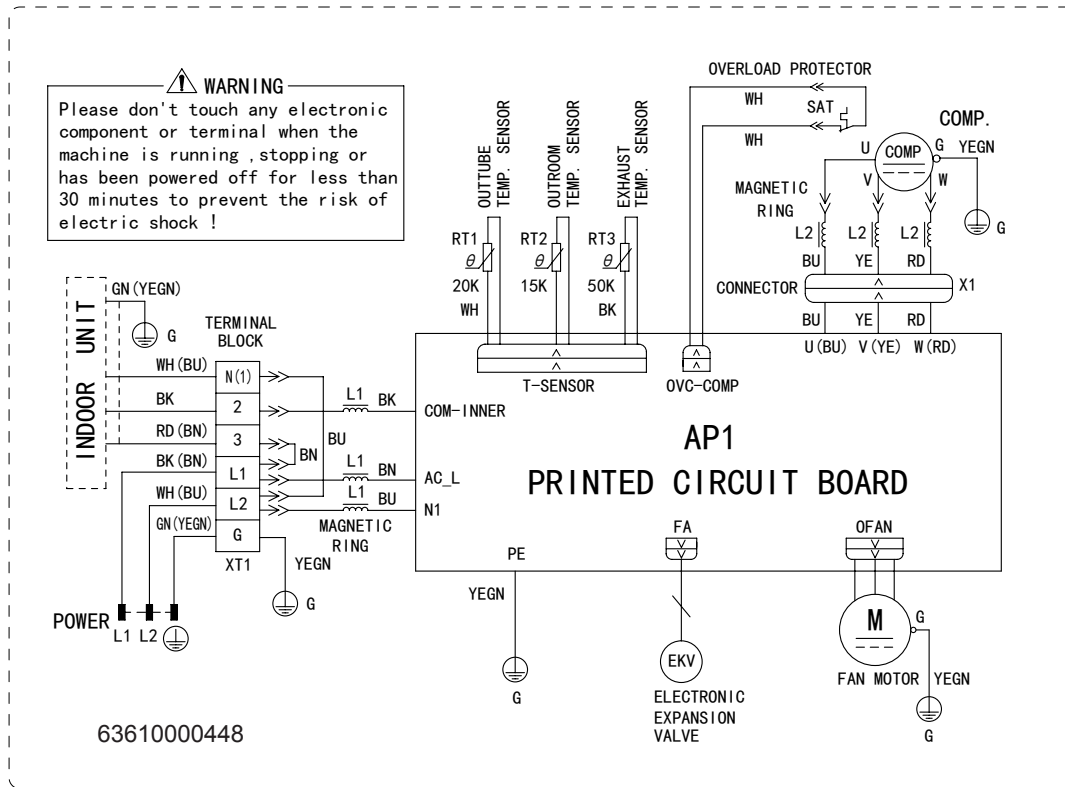 WARNING
Please don't touch any electronic
component or terminal when the
machine is running ,stopping or
has been powered off for less than
30 minutes to prevent the risk of
electric shock !
OVERLOAD PROTECTOR
WH
SAT
WH
COMP.
U
COMP
G
YEGN
V
W
G
MAGNETIC
RING
L2
L2
L2
BU
YE
RD
CONNECTOR
X1
BU
YE
RD
U(BU)
V(YE)
W(RD)
OUTTUBE
TEMP. SENSOR
OUTROOM
TEMP. SENSOR
EXHAUST
TEMP. SENSOR
RT1
RT2
RT3
θ
θ
θ
20K
15K
50K
WH
BK
T-SENSOR
OVC-COMP
INDOOR UNIT
GN(YEGN)
G
TERMINAL
BLOCK
WH(BU)
N(1)
BK
2
L1
BK
COM-INNER
RD(BN)
3
BN
BU
BK(BN)
L1
L1
BN
AC_L
WH(BU)
L2
L1
BU
N1
GN(YEGN)
G
MAGNETIC
RING
XT1
YEGN
G
POWER
L1
L2
AP1
PRINTED CIRCUIT BOARD
PE
YEGN
G
FA
EKV
ELECTRONIC
EXPANSION
VALVE
OFAN
M
G
FAN MOTOR
YEGN
G
63610000448